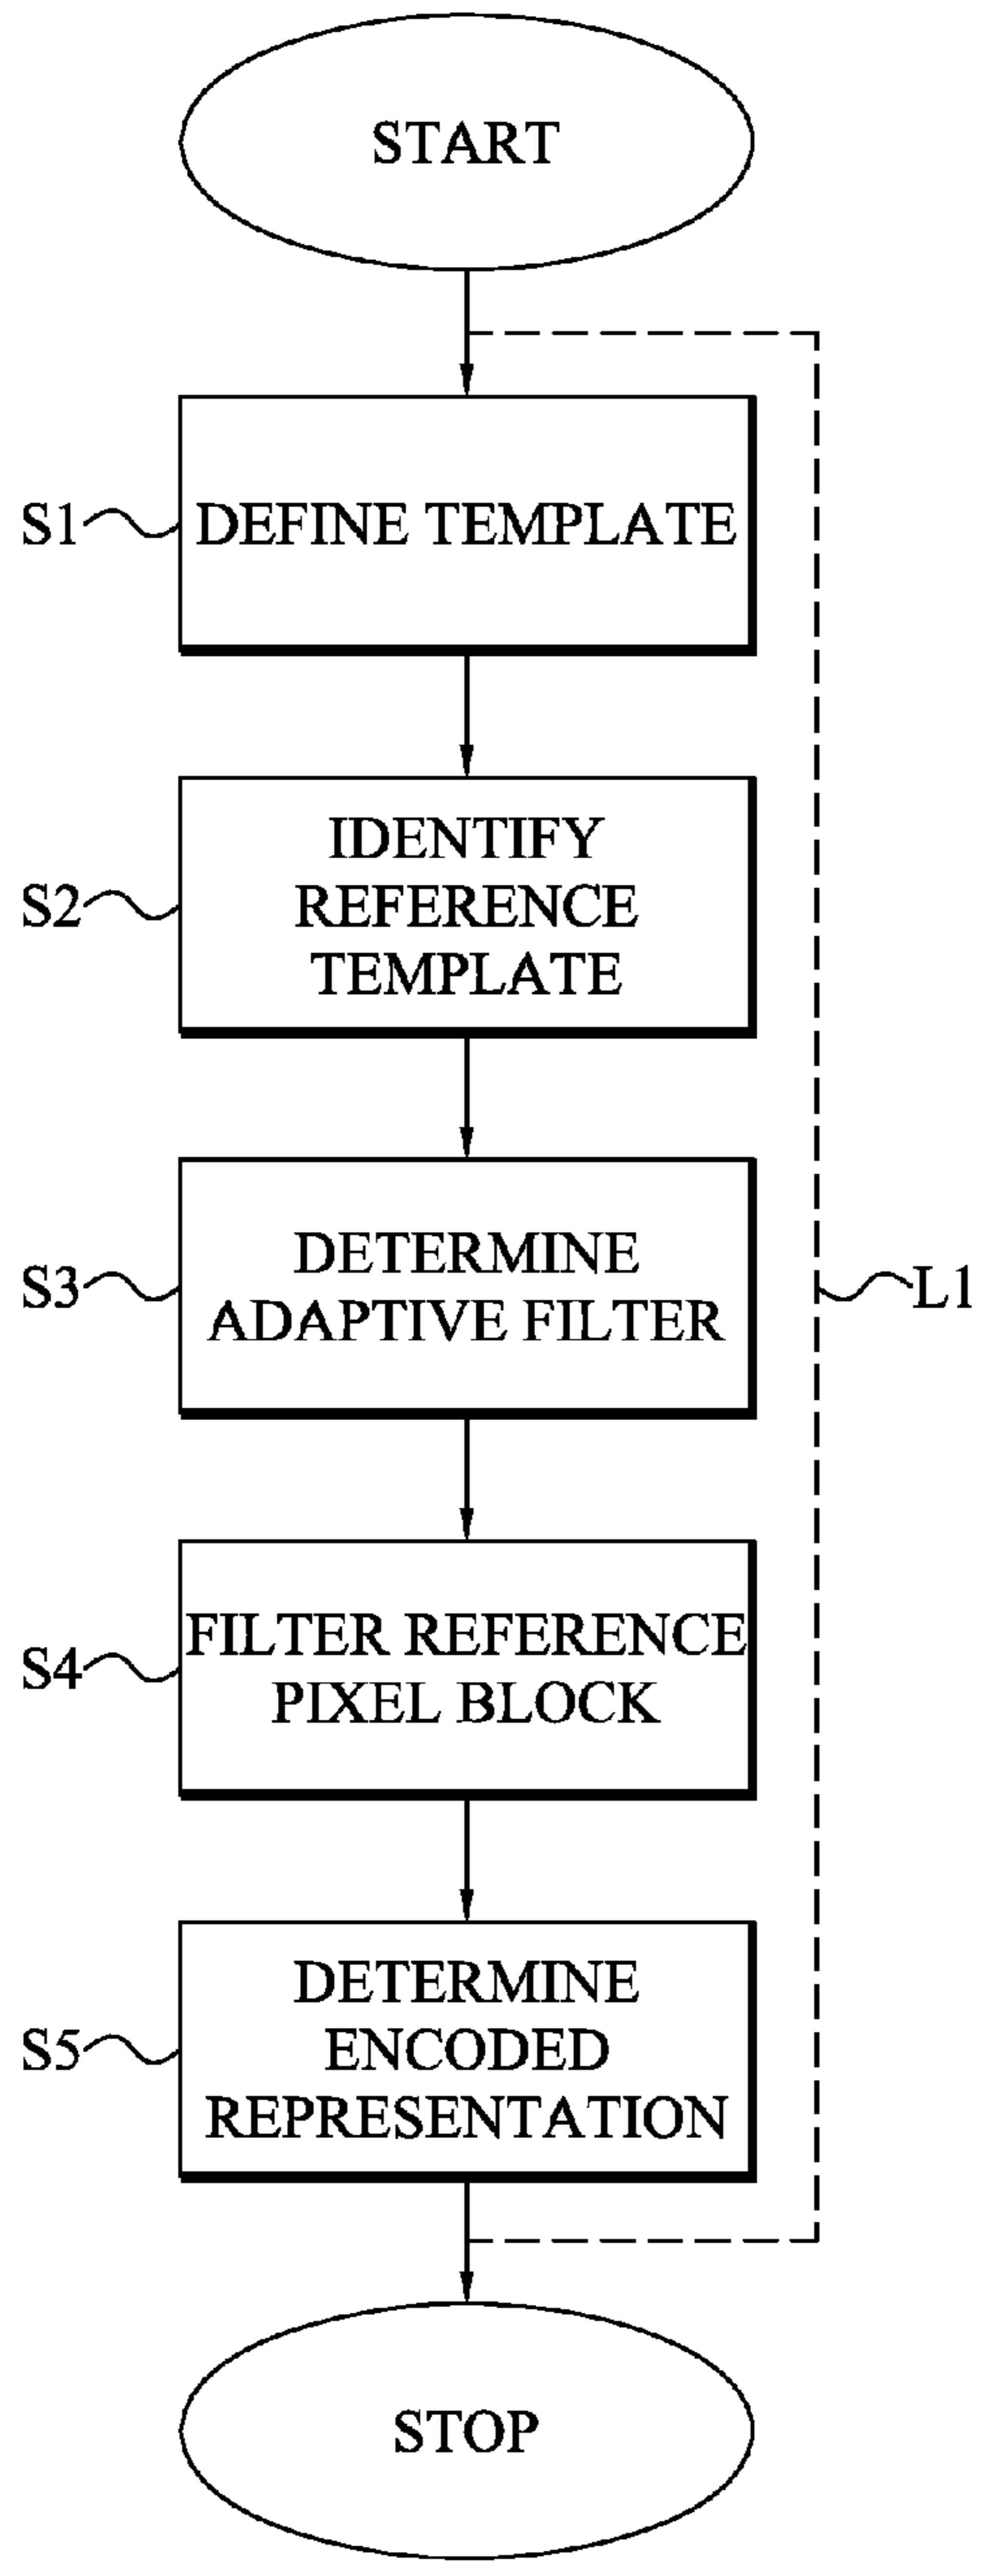 START
S1
DEFINE TEMPLATE
S2
IDENTIFY
REFERENCE
TEMPLATE
S3
DETERMINE
ADAPTIVE FILTER
L1
S4
FILTER REFERENCE
PIXEL BLOCK
S5
DETERMINE
ENCODED
REPRESENTATION
STOP